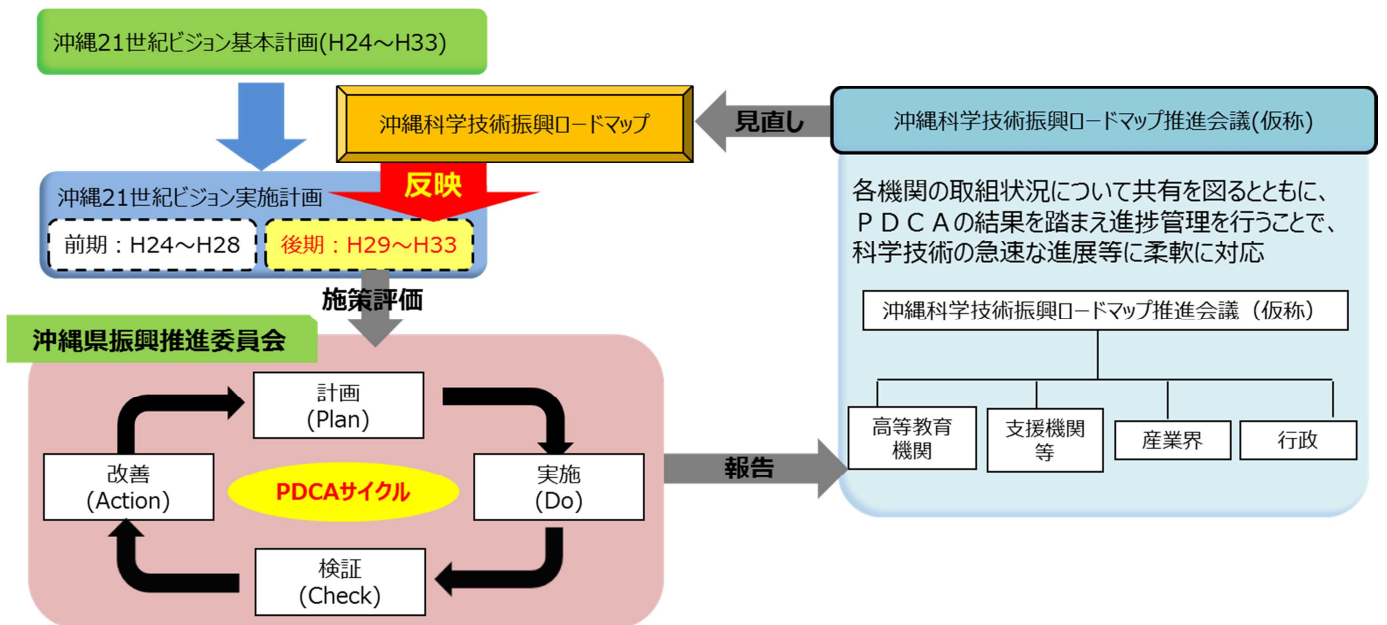 沖縄21世紀ビジョン基本計画(H24～H33)
沖縄科学技術振興ロードマップ
見直し
沖縄科学技術振興ロードマップ推進会議(仮称)
反映
沖縄21世紀ビジョン実施計画
前期：H24～H28
後期：H29～H33
各機関の取組状況について共有を図るとともに、
ＰＤＣＡの結果を踏まえ進捗管理を行うことで、
科学技術の急速な進展等に柔軟に対応
施策評価
沖縄科学技術振興ロードマップ推進会議（仮称）
高等教育
機関
支援機関
等
産業界
行政
沖縄県振興推進委員会
計画
(Plan)
改善
(Action)
PDCAサイクル
実施
(Do)
検証
(Check)
報告